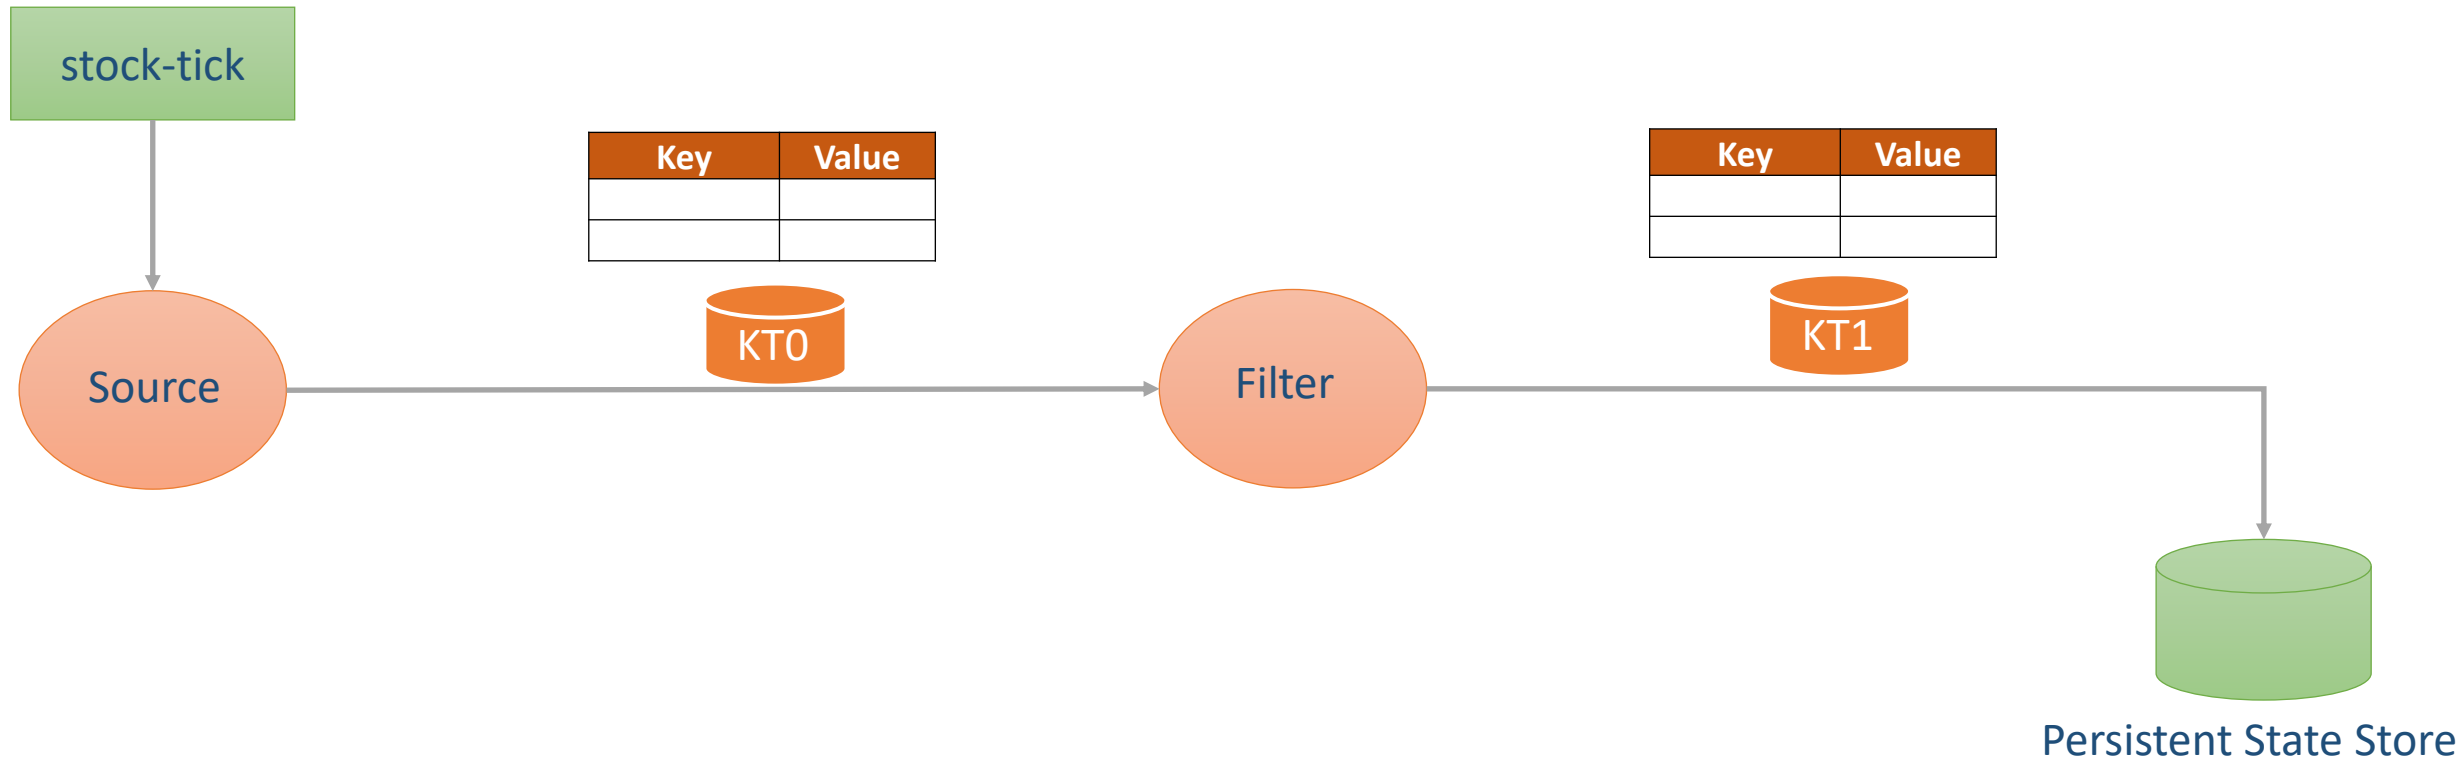 stock-tick
Key Value
Key Value
KT0
KT1
Source
Filter
Persistent State Store